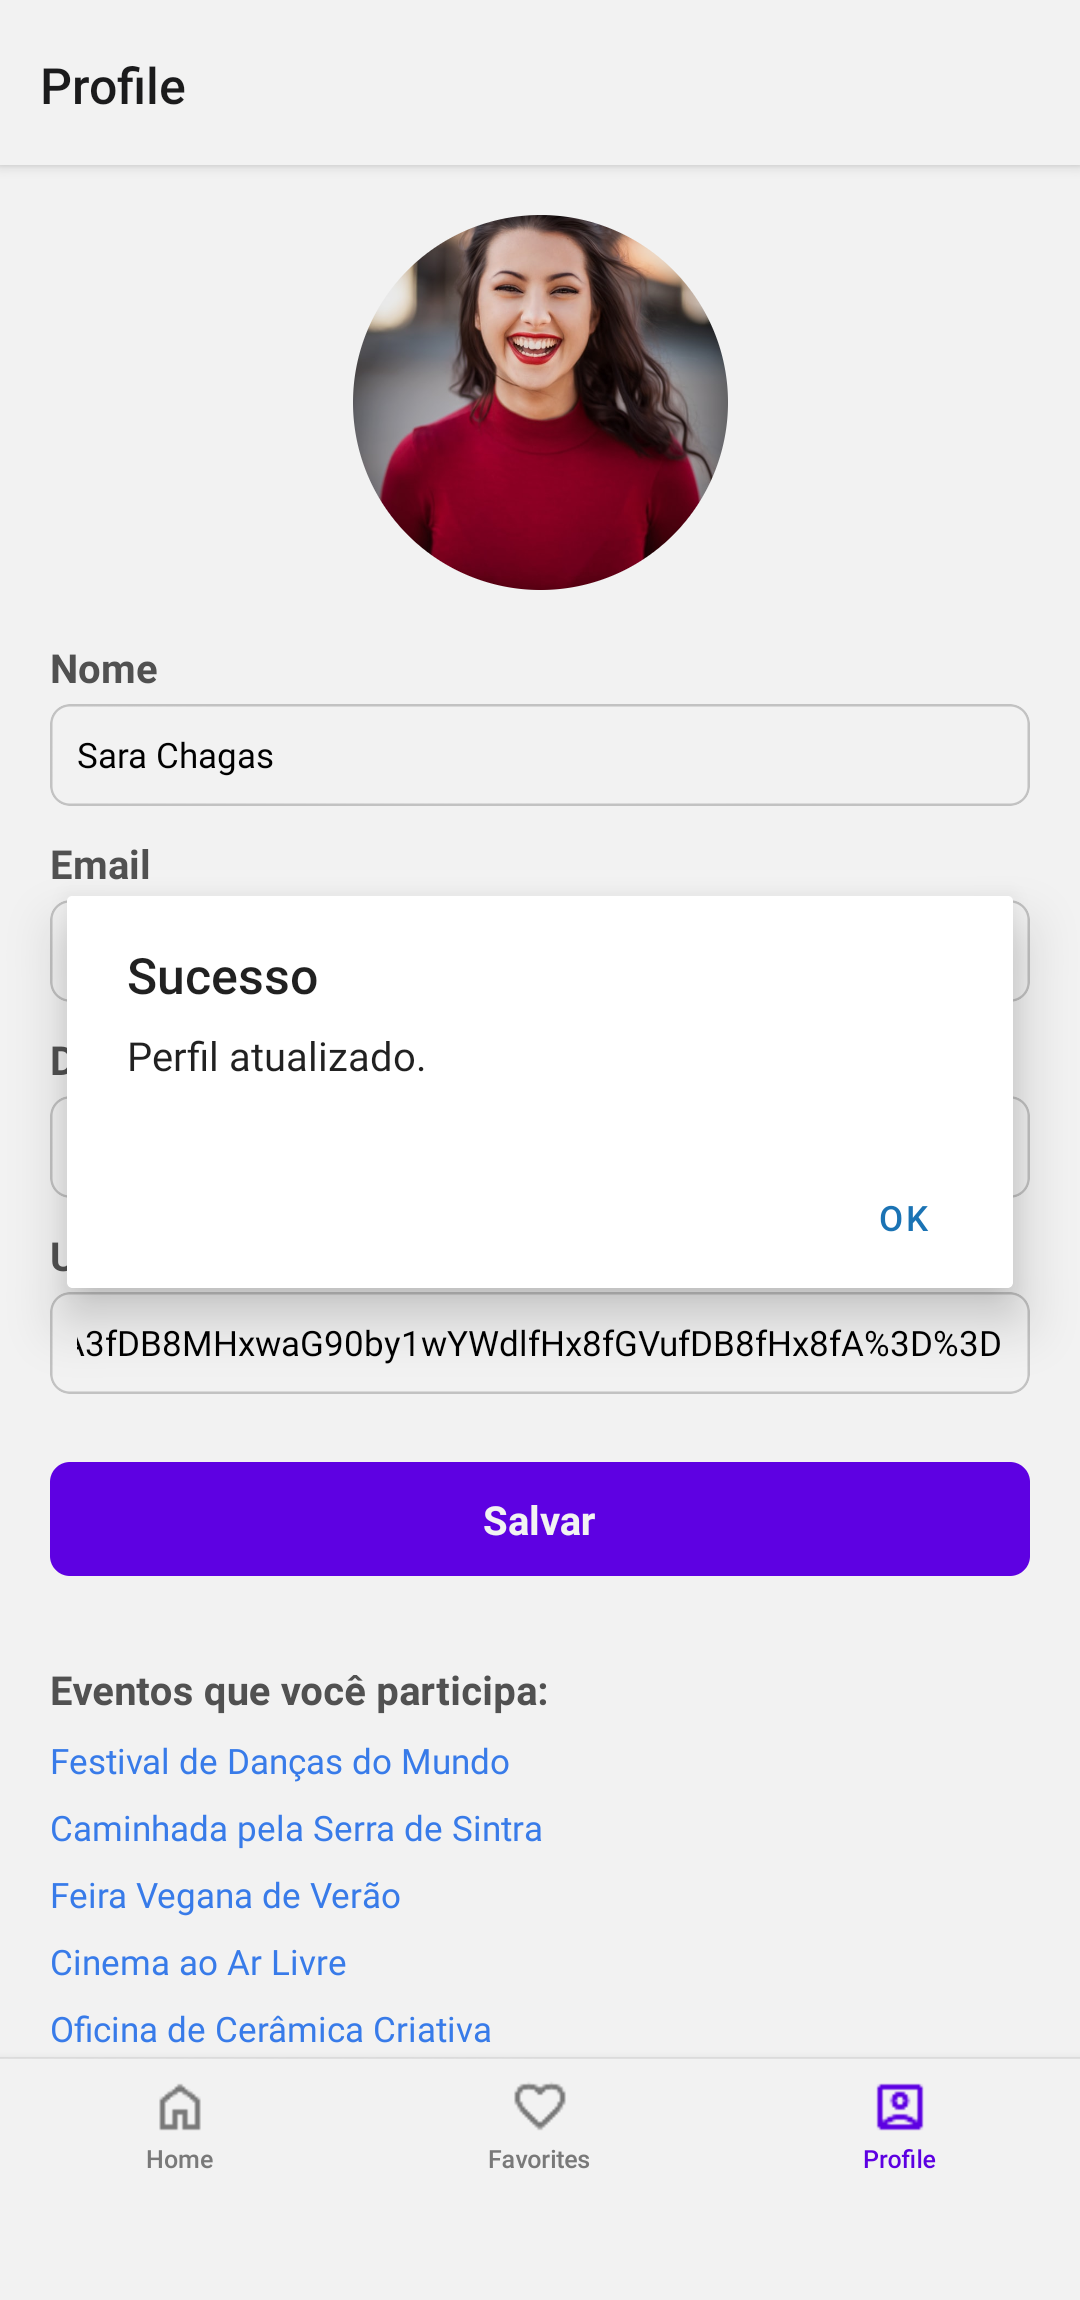 Profile
Nome
Sara Chagas
Email
Sucesso
Perfil atualizado.
OK
3fDB8MHxwaG90by1wYWdlfHx8fGVufDB8fHx8fA%3D%3D
Salvar
Eventos que você participa:
Festival de Danças do Mundo
Caminhada pela Serra de Sintra
Feira Vegana de Verão
Cinema ao Ar Livre
Oficina de Cerâmica Criativa
Home
Favorites
Profile